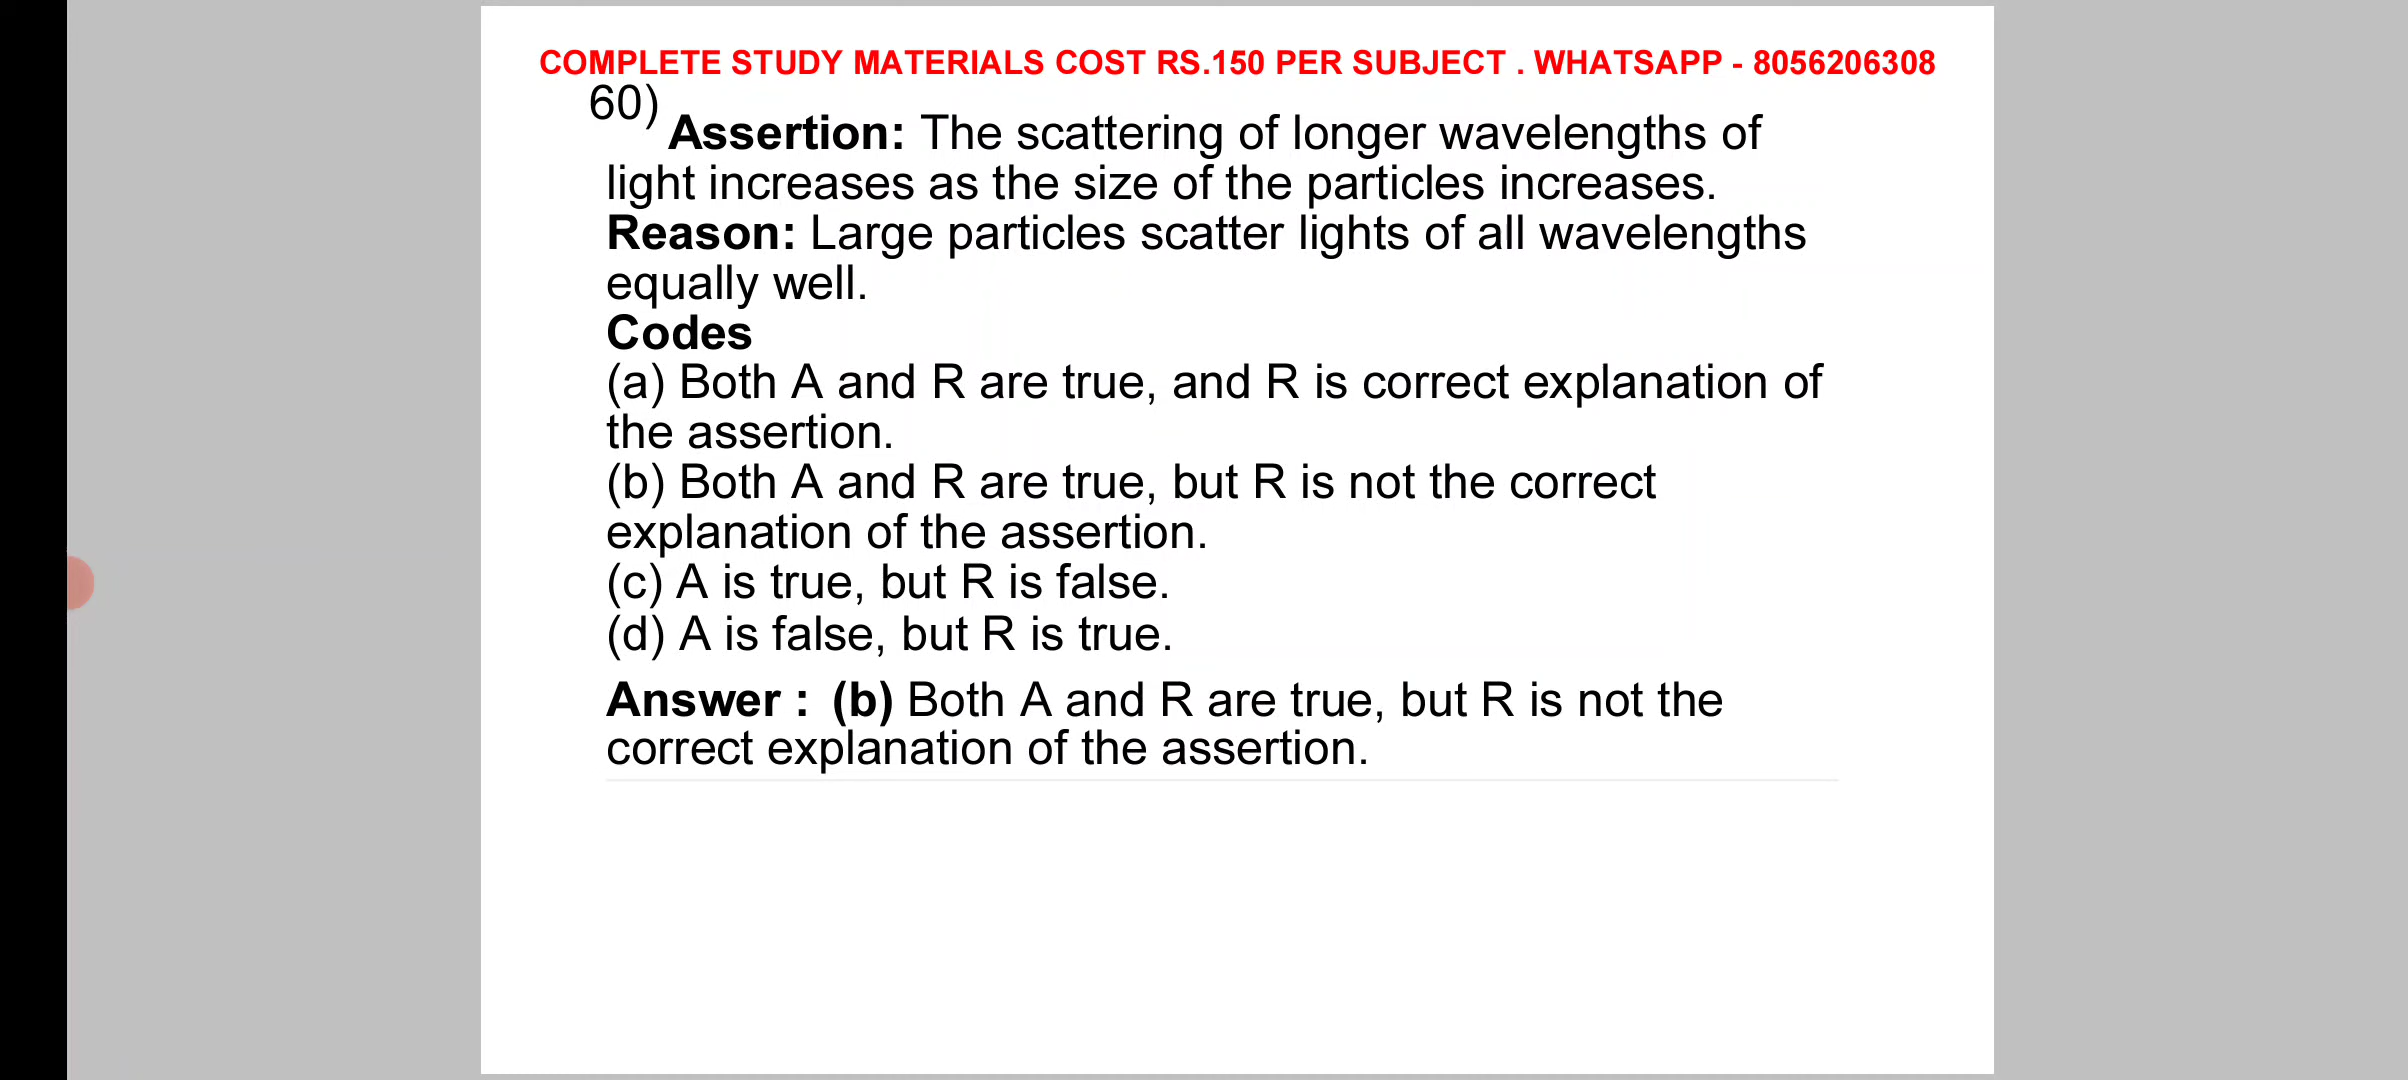 COMPLETE STUDY MATERIALS COST RS.150 PER SUBJECT . WHATSAPP - 8056206308
60)
Assertion: The scattering of longer wavelengths of
light increases as the size of the particles increases.
Reason: Large particles scatter lights of all wavelengths
equally well.
Codes
(a) Both A and R are true, and R is correct explanation of
the assertion.
(b) Both A and R are true, but R is not the correct
explanation of the assertion.
(c) A is true, but R is false.
(d) A is false, but R is true.
Answer : (b) Both A and R are true, but R is not the
correct explanation of the assertion.